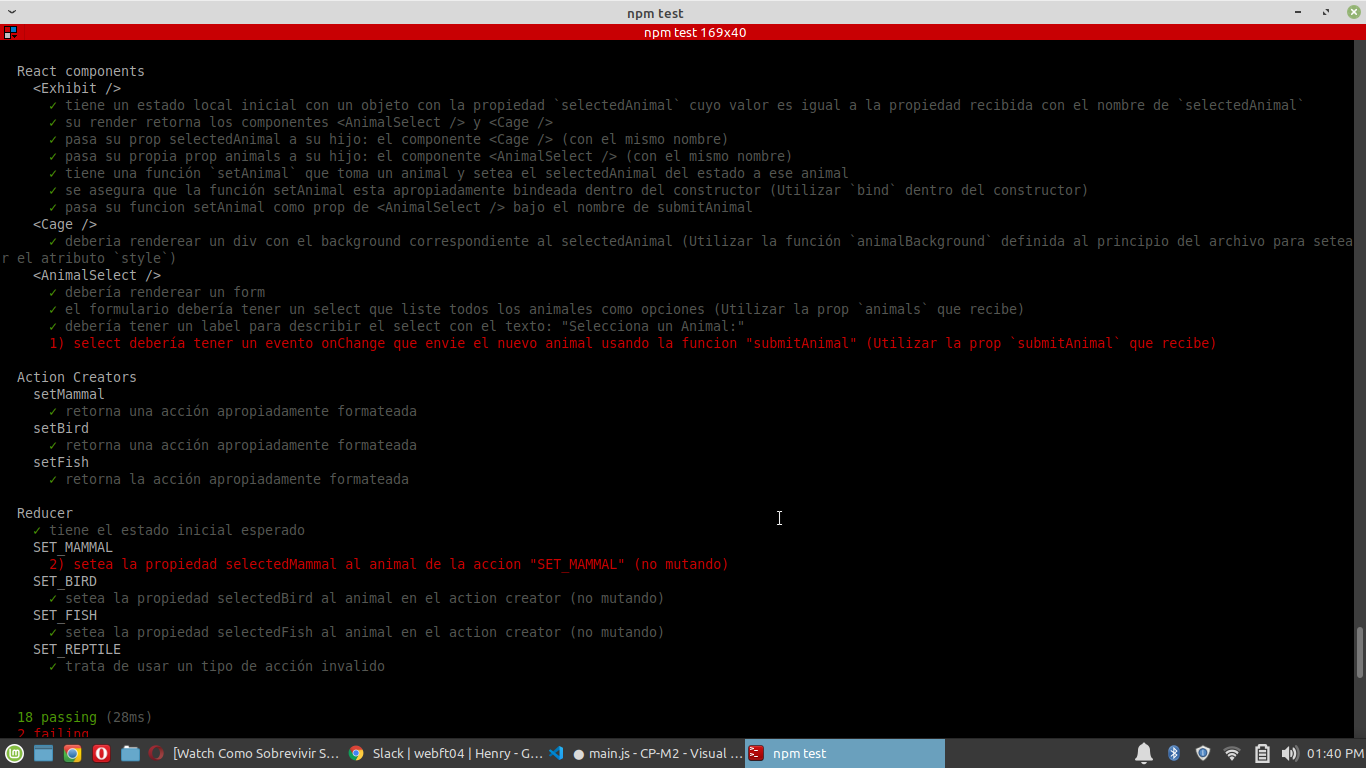 npm test
npm test 169x40
React components
<Exhibit />
✓ tiene un estado local inicial con un objeto con la propiedad `selectedAnimal` cuyo valor es igual a la propiedad recibida con el nombre de `selectedAnimal`
✓ su render retorna los componentes <AnimalSelect /> y <Cage />
✓ pasa su prop selectedAnimal a su hijo: el componente <Cage /> (con el mismo nombre)
✓ pasa su propia prop animals a su hijo: el componente <AnimalSelect /> (con el mismo nombre)
✓ tiene una función `setAnimal` que toma un animal y setea el selectedAnimal del estado a ese animal
✓ se asegura que la función setAnimal esta apropiadamente bindeada dentro del constructor (Utilizar `bind` dentro del constructor)
✓ pasa su funcion setAnimal como prop de <AnimalSelect /> bajo el nombre de submitAnimal
<Cage />
✓ deberia renderear un div con el background correspondiente al selectedAnimal (Utilizar la función `animalBackground` definida al principio del archivo para setea
r el atributo `style`)
<AnimalSelect />
✓ debería renderear un form
✓ el formulario debería tener un select que liste todos los animales como opciones (Utilizar la prop `animals` que recibe)
✓ debería tener un label para describir el select con el texto: "Selecciona un Animal:"
1) select debería tener un evento onChange que envie el nuevo animal usando la funcion "submitAnimal" (Utilizar la prop `submitAnimal` que recibe)
Action Creators
setMammal
✓ retorna una acción apropiadamente formateada
setBird
✓ retorna una acción apropiadamente formateada
setFish
✓ retorna la acción apropiadamente formateada
Reducer
✓ tiene el estado inicial esperado
SET_MAMMAL
2) setea la propiedad selectedMammal al animal de la accion "SET_MAMMAL" (no mutando)
SET_BIRD
✓ setea la propiedad selectedBird al animal en el action creator (no mutando)
SET_FISH
✓ setea la propiedad selectedFish al animal en el action creator (no mutando)
SET_REPTILE
✓ trata de usar un tipo de acción invalido
18 passing (28ms)
2 failing
[Watch Como Sobrevivir S... Slack | webft04 | Henry - G... ● main.js - CP-M2 - Visual ... npm test 01:40 PM